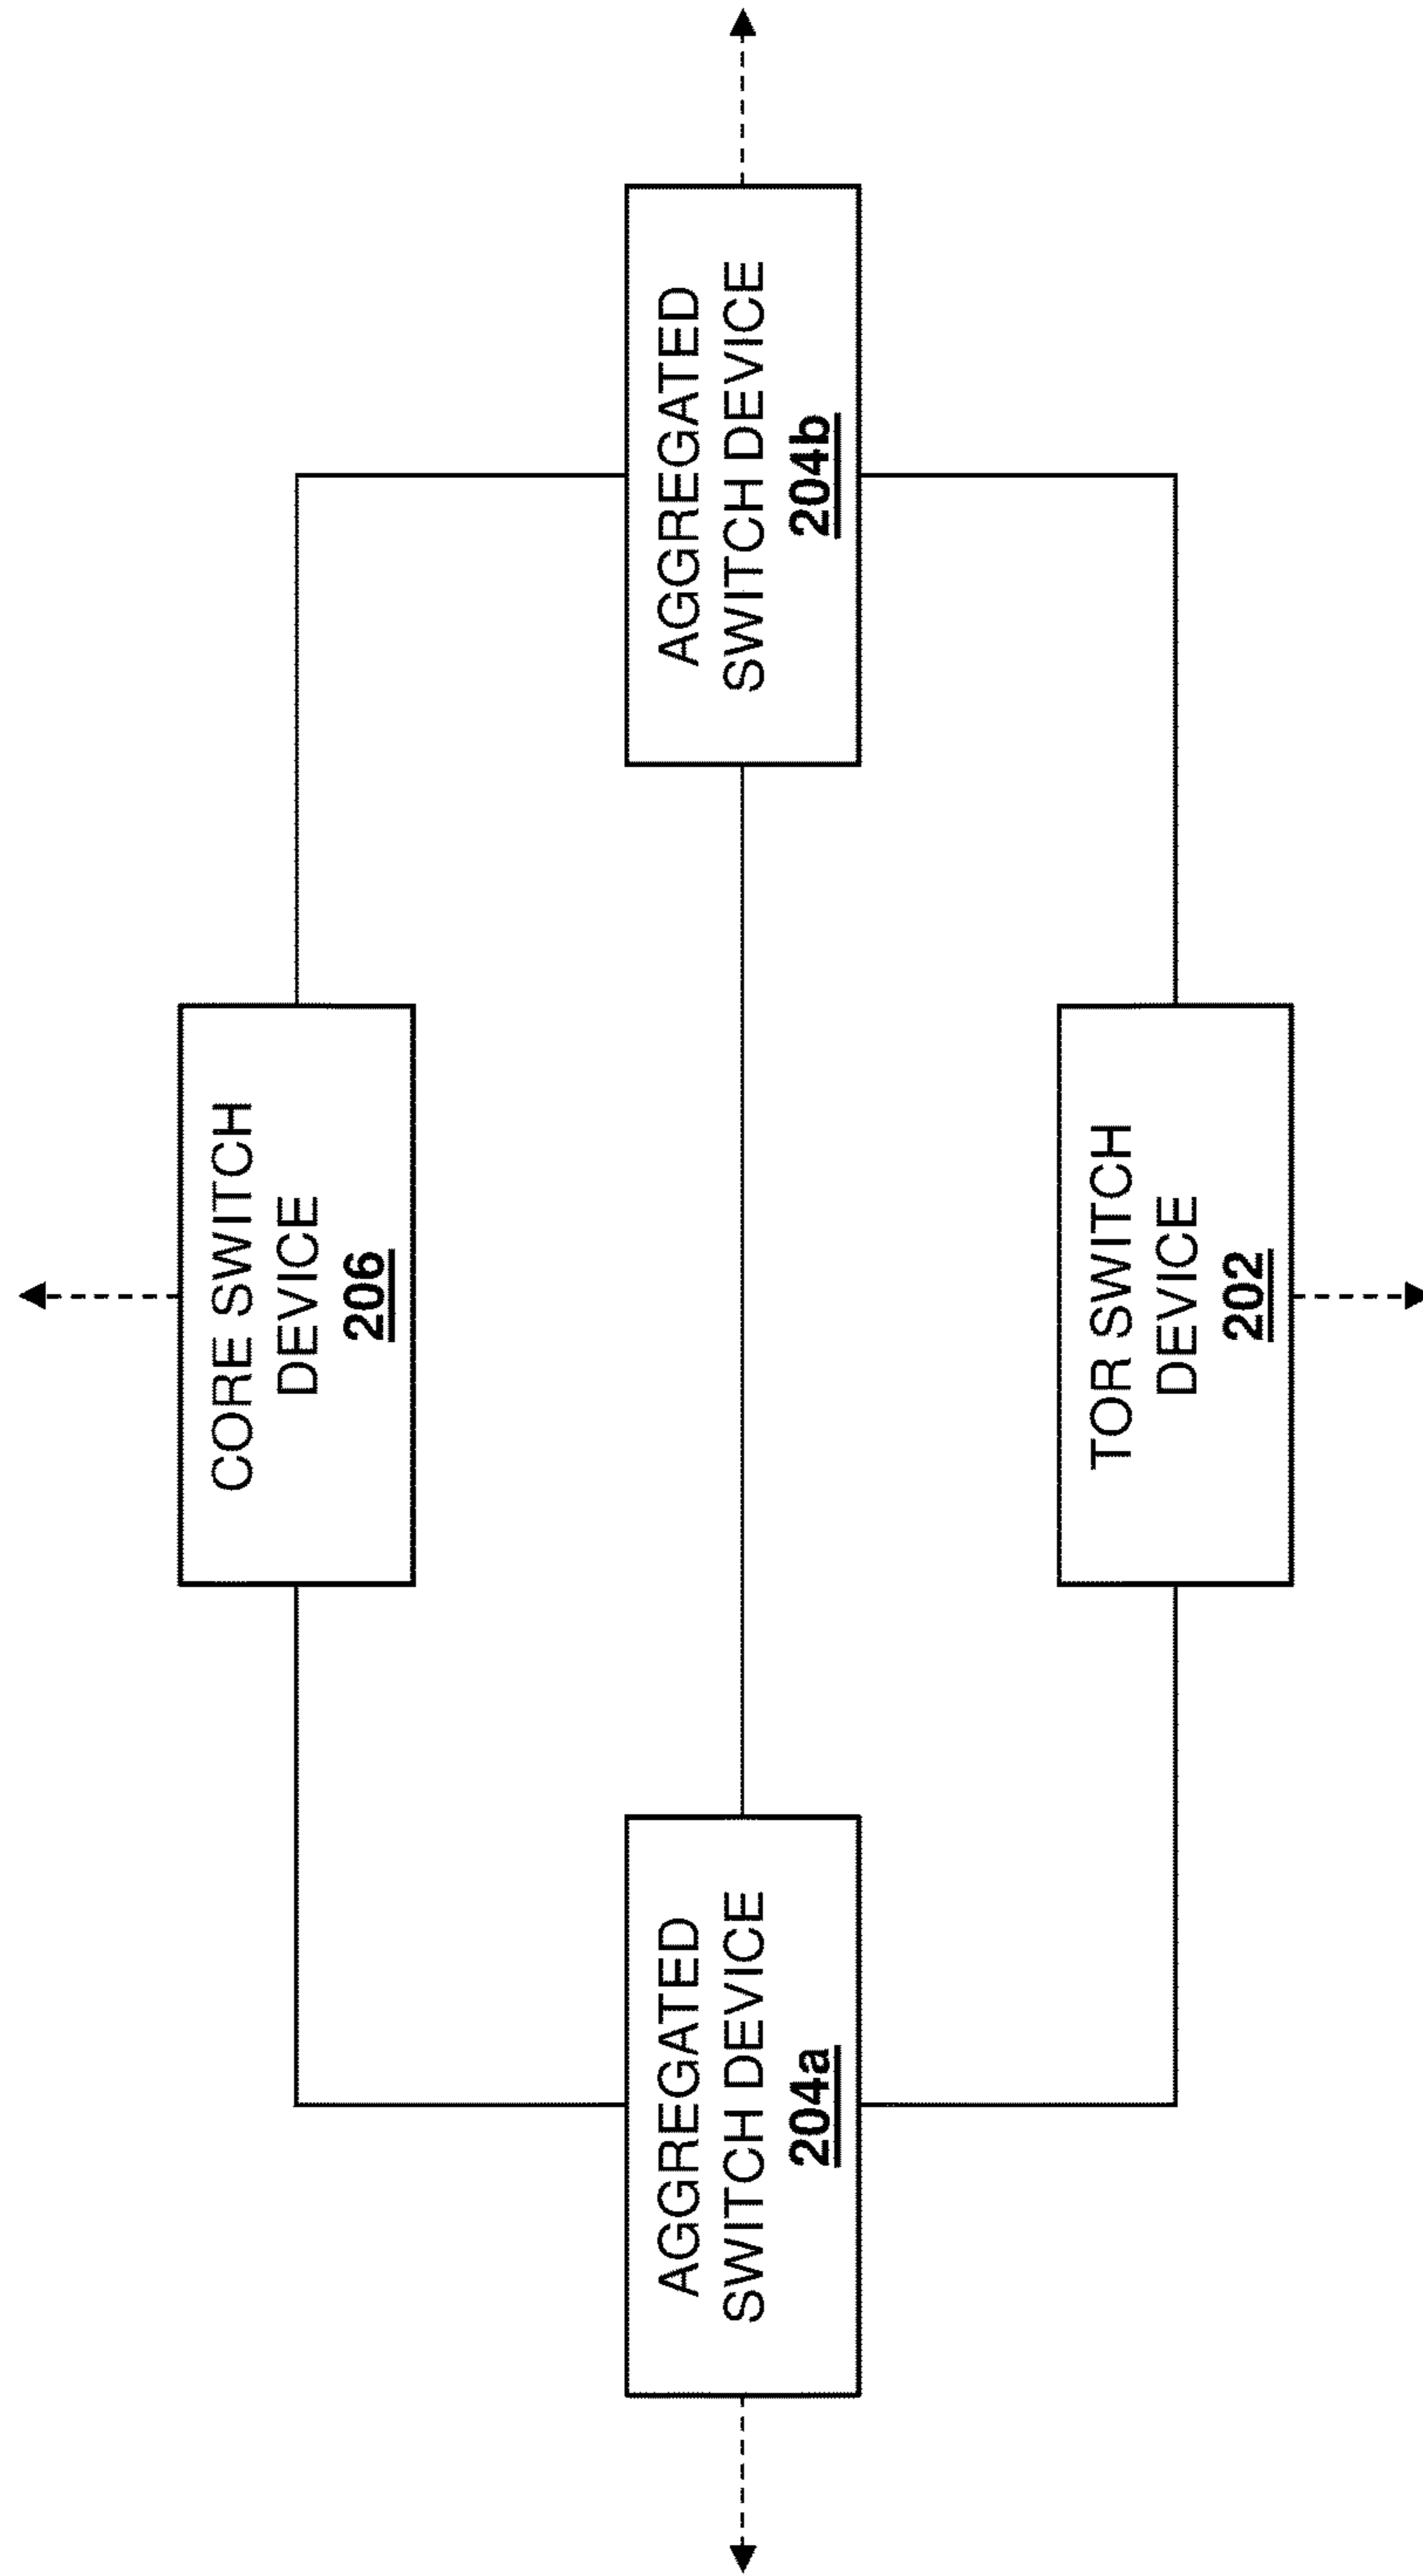 CORE SWITCH
DEVICE
206
AGGREGATED
SWITCH DEVICE
204a
AGGREGATED
SWITCH DEVICE
204b
TOR SWITCH
DEVICE
202